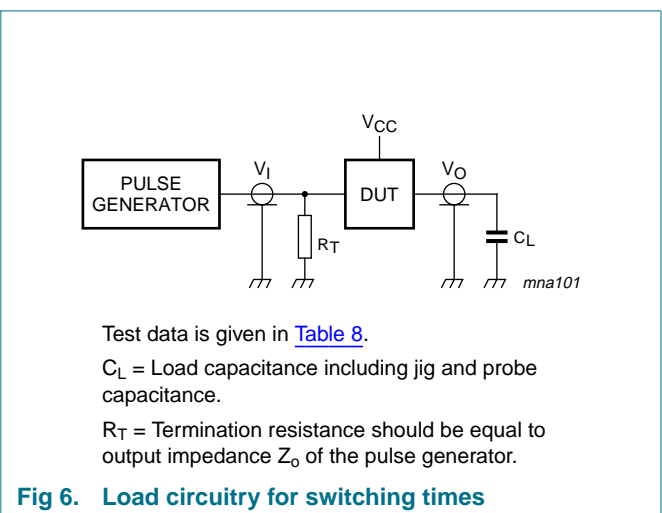 VCC
PULSE
GENERATOR
VI
DUT
VO
RT
CL
mna101
Test data is given in Table 8.
CL = Load capacitance including jig and probe
capacitance.
RT = Termination resistance should be equal to
output impedance Zo of the pulse generator.
Fig 6. Load circuitry for switching times